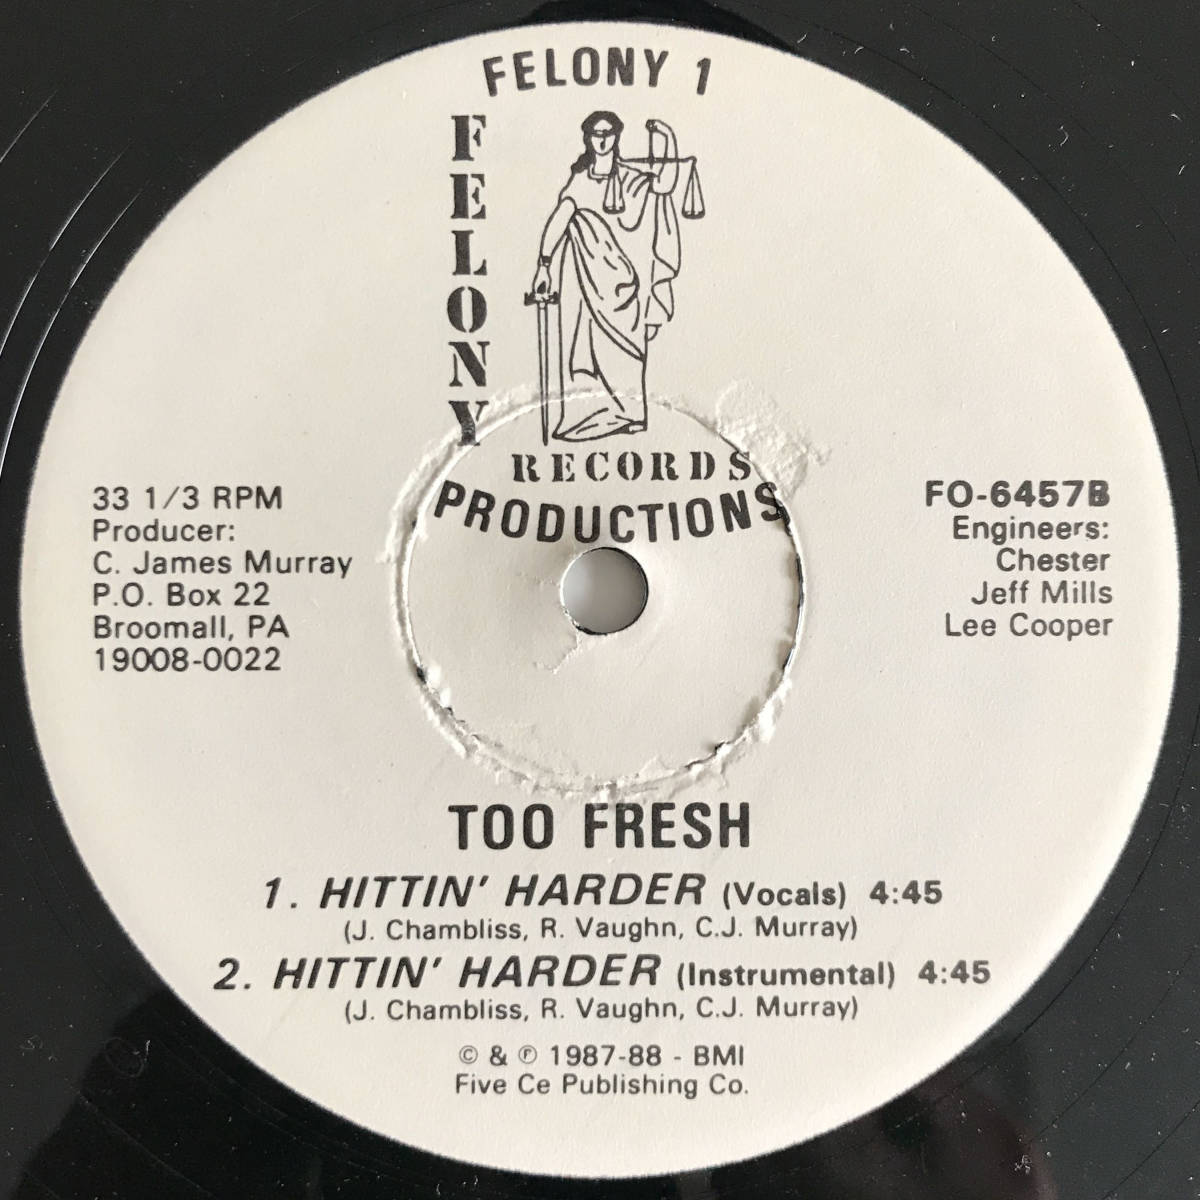 FELONY 1
FELONY
RECORDS
PRODUCTIONS
33 1/3 RPM
Producer:
C. James Murray
P.O. Box 22
Broomall, PA
19008-0022
FO-6457B
Engineers:
Chester
Jeff Mills
Lee Cooper
TOO FRESH
1. HITTIN' HARDER (Vocals) 4:45
(J. Chambliss, R. Vaughn, C.J. Murray)
2. HITTIN' HARDER (Instrumental) 4:45
(J. Chambliss, R. Vaughn, C.J. Murray)
© & ℗ 1987-88 - BMI
Five Ce Publishing Co.